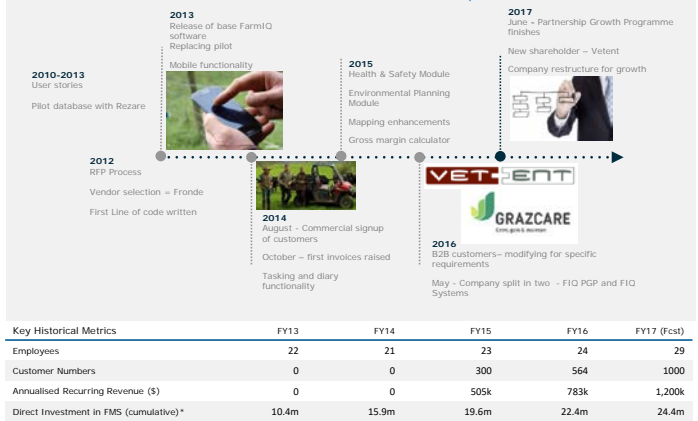 2013
Release of base FarmIQ
software
Replacing pilot
Mobile functionality
2017
June - Partnership Growth Programme
finishes
New shareholder – Vetent
Company restructure for growth
2010-2013
User stories
Pilot database with Rezare
2015
Health & Safety Module
Environmental Planning
Module
Mapping enhancements
Gross margin calculator
2012
RFP Process
Vendor selection = Fronde
First Line of code written
2014
August - Commercial signup
of customers
October – first invoices raised
Tasking and diary
functionality
VET ENT
GRAZCARE
2016
B2B customers– modifying for specific
requirements
May - Company split in two - FIQ PGP and FIQ
Systems
Key Historical Metrics FY13 FY14 FY15 FY16 FY17 (Fcst)
Employees 22 21 23 24 29
Customer Numbers 0 0 300 564 1000
Annualised Recurring Revenue ($) 0 0 505k 783k 1,200k
Direct Investment in FMS (cumulative)* 10.4m 15.9m 19.6m 22.4m 24.4m